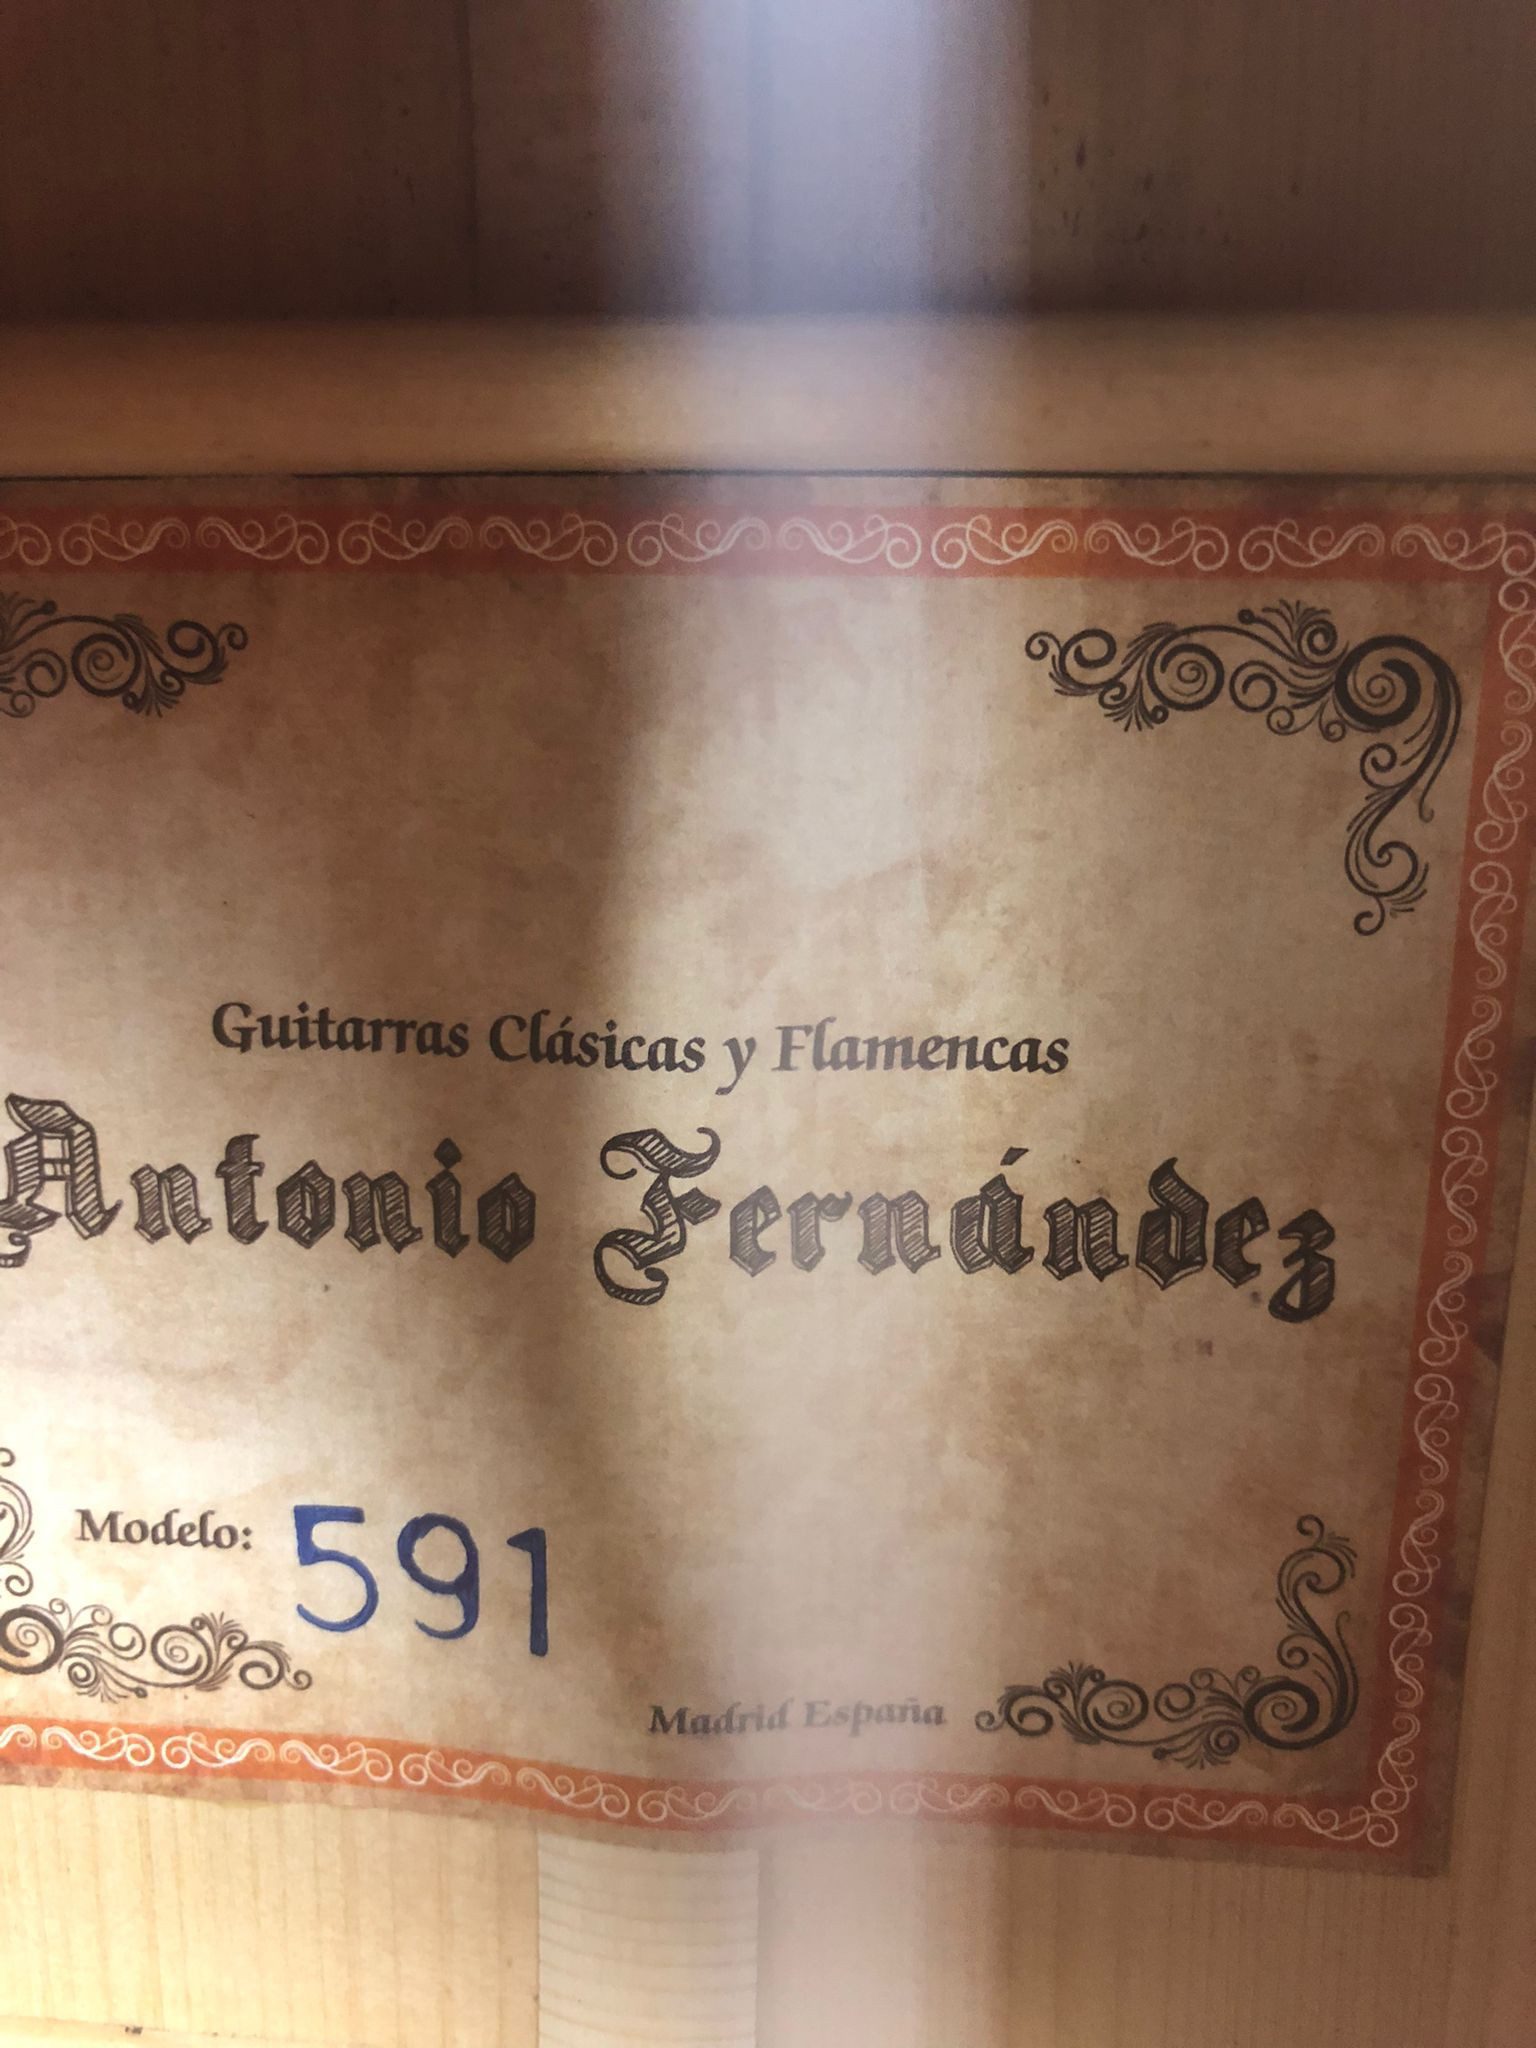 Guitarras Clásicas y Flamencas
Antonio Fernández
Modelo: 591
Madrid España